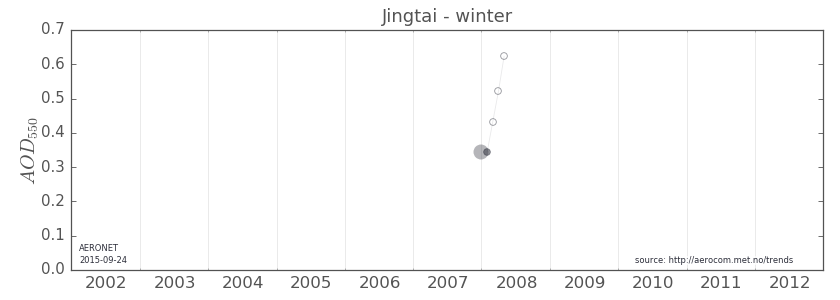 Jingtai - winter
0.7
0.6
0.5
0.4
0.3
0.2
0.1
0.0
AOD550
AERONET
2015-09-24
source: http://aerocom.met.no/trends
2002 2003 2004 2005 2006 2007 2008 2009 2010 2011 2012